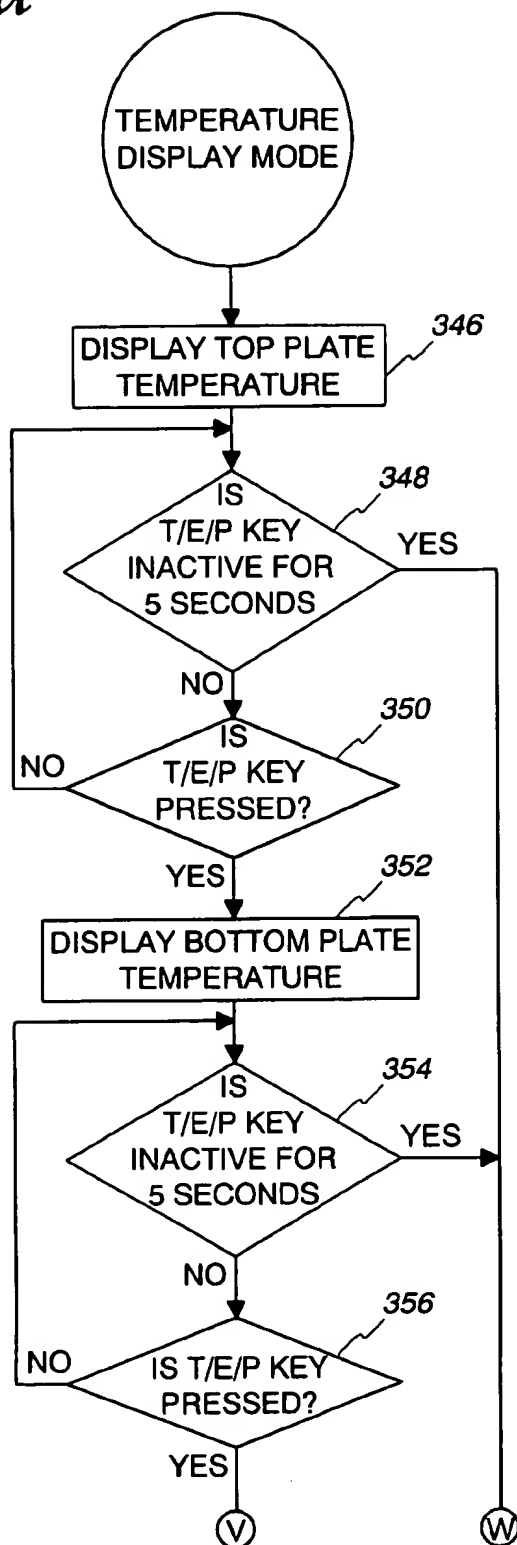 TEMPERATURE
DISPLAY MODE
346
DISPLAY TOP PLATE
TEMPERATURE
348
IS
T/E/P KEY
INACTIVE FOR
5 SECONDS
YES
NO
350
IS
T/E/P KEY
PRESSED?
NO
YES
352
DISPLAY BOTTOM PLATE
TEMPERATURE
354
IS
T/E/P KEY
INACTIVE FOR
5 SECONDS
YES
NO
356
IS T/E/P KEY
PRESSED?
NO
YES
V
W